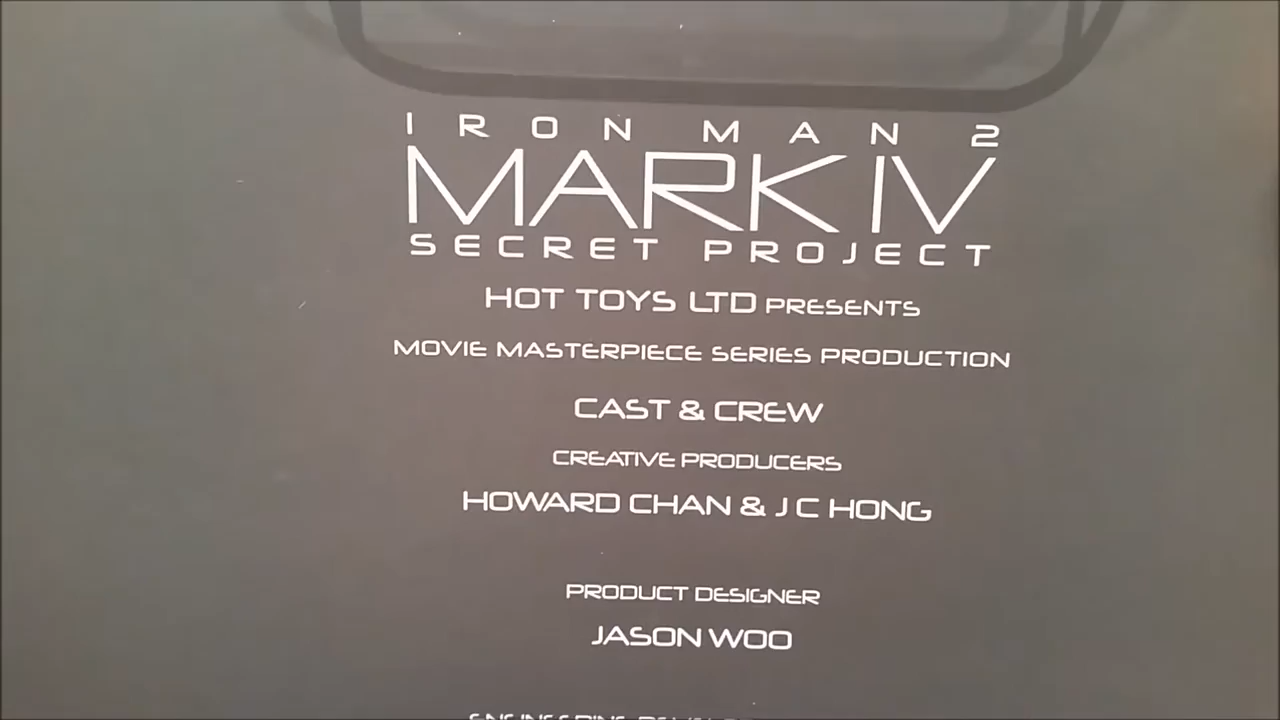 IRON MAN 2
MARK IV
SECRET PROJECT
HOT TOYS LTD PRESENTS
MOVIE MASTERPIECE SERIES PRODUCTION
CAST & CREW
CREATIVE PRODUCERS
HOWARD CHAN & J C HONG
PRODUCT DESIGNER
JASON WOO